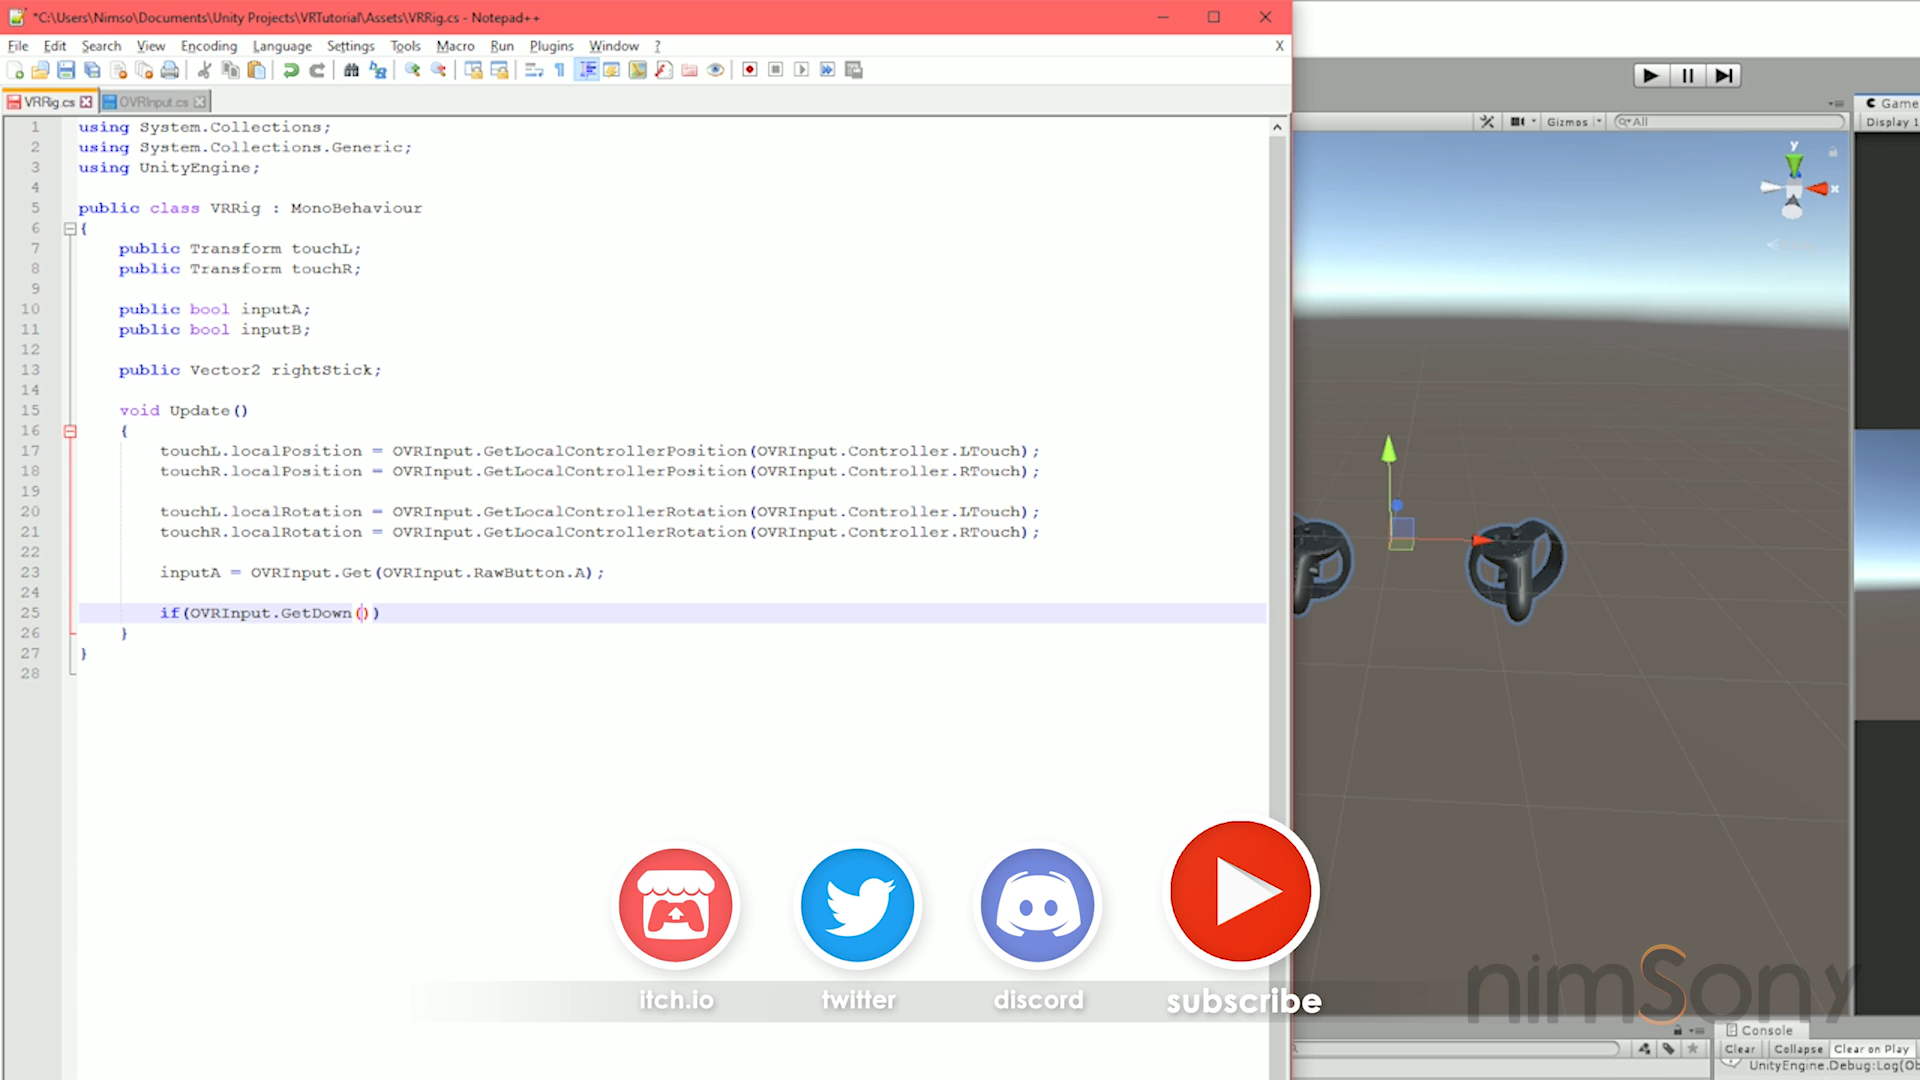 *C:\Users\Nimso\Documents\Unity Projects\VRTutorial\Assets\VRRig.cs - Notepad++
File Edit Search View Encoding Language Settings Tools Macro Run Plugins Window ? X
VRRig.cs OVRInput.cs
1 using System.Collections;
2 using System.Collections.Generic;
3 using UnityEngine;
4
5 public class VRRig : MonoBehaviour
6 {
7 public Transform touchL;
8 public Transform touchR;
9
10 public bool inputA;
11 public bool inputB;
12
13 public Vector2 rightStick;
14
15 void Update()
16 {
17 touchL.localPosition = OVRInput.GetLocalControllerPosition(OVRInput.Controller.LTouch);
18 touchR.localPosition = OVRInput.GetLocalControllerPosition(OVRInput.Controller.RTouch);
19
20 touchL.localRotation = OVRInput.GetLocalControllerRotation(OVRInput.Controller.LTouch);
21 touchR.localRotation = OVRInput.GetLocalControllerRotation(OVRInput.Controller.RTouch);
22
23 inputA = OVRInput.Get(OVRInput.RawButton.A);
24
25 if(OVRInput.GetDown())
26 }
27 }
28
Game
Gizmos All Display 1
y
x
itch.io twitter discord subscribe
nimSony
Console
Clear Collapse Clear on Play
UnityEngine.Debug:Log(Ob